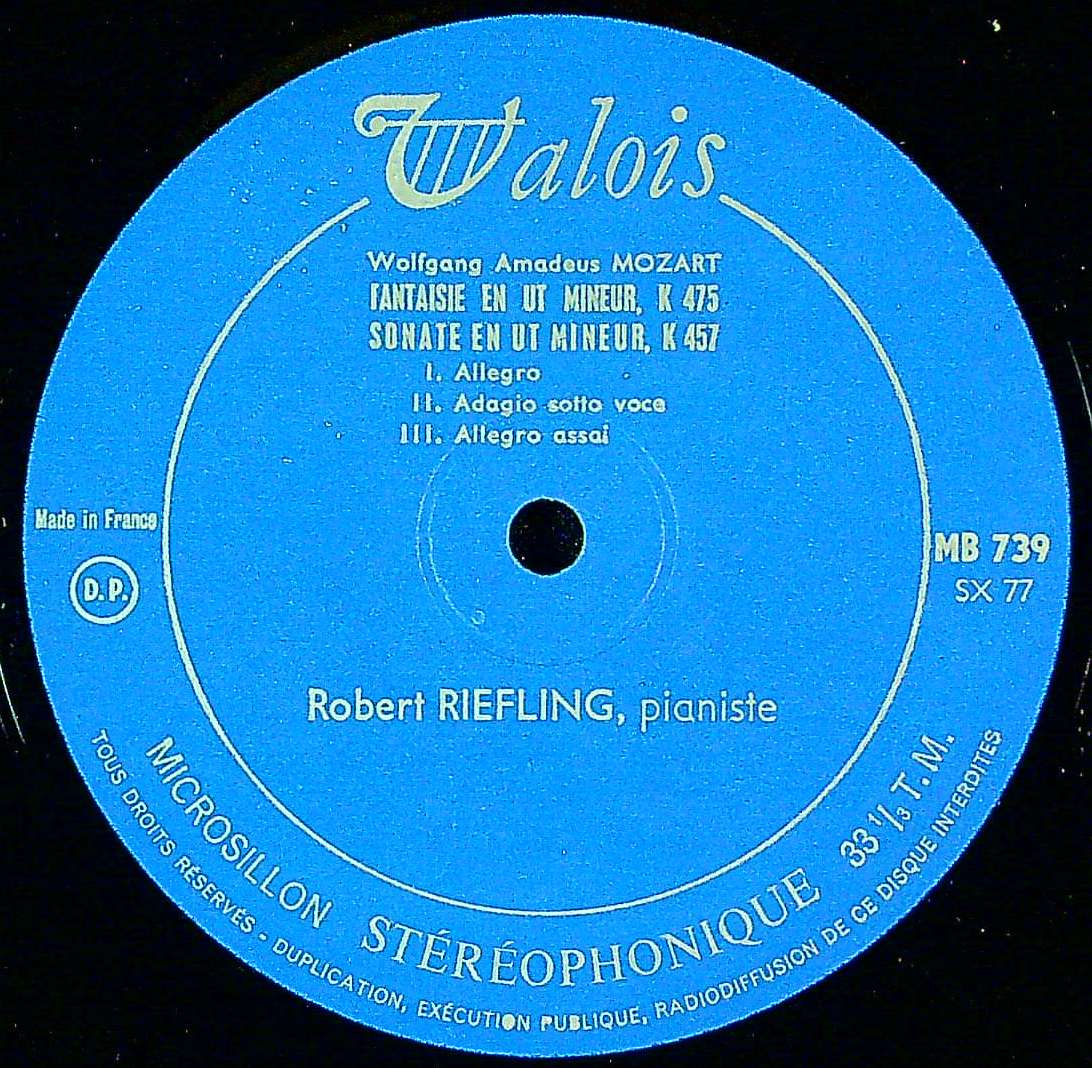 Valois
Wolfgang Amadeus MOZART
FANTAISIE EN UT MINEUR, K 475
SONATE EN UT MINEUR, K 457
I. Allegro
II. Adagio sotto voce
III. Allegro assai
Made in France
D.P.
MB 739
SX 77
Robert RIEFLING, pianiste
MICROSILLON STÉRÉOPHONIQUE 33 1/3 T.M.
TOUS DROITS RÉSERVÉS - DUPLICATION, EXÉCUTION PUBLIQUE, RADIODIFFUSION DE CE DISQUE INTERDITES